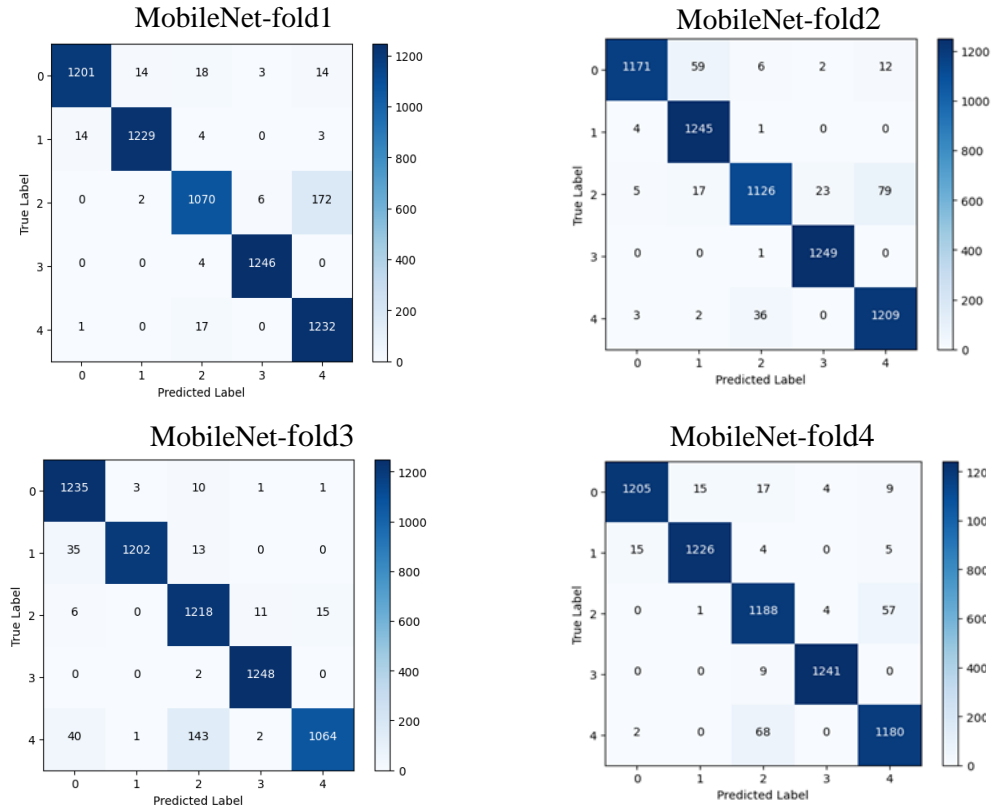 MobileNet-fold1
True Label
0 1201 14 18 3 14
1 14 1229 4 0 3
2 0 2 1070 6 172
3 0 0 4 1246 0
4 1 0 17 0 1232
0 1 2 3 4
Predicted Label
1200
1000
800
600
400
200
0
MobileNet-fold2
True Label
0 1171 59 6 2 12
1 4 1245 1 0 0
2 5 17 1126 23 79
3 0 0 1 1249 0
4 3 2 36 0 1209
0 1 2 3 4
Predicted Label
1200
1000
800
600
400
200
0
MobileNet-fold3
True Label
0 1235 3 10 1 1
1 35 1202 13 0 0
2 6 0 1218 11 15
3 0 0 2 1248 0
4 40 1 143 2 1064
0 1 2 3 4
Predicted Label
1200
1000
800
600
400
200
0
MobileNet-fold4
True Label
0 1205 15 17 4 9
1 15 1226 4 0 5
2 0 1 1188 4 57
3 0 0 9 1241 0
4 2 0 68 0 1180
0 1 2 3 4
Predicted Label
120
100
800
600
400
200
0